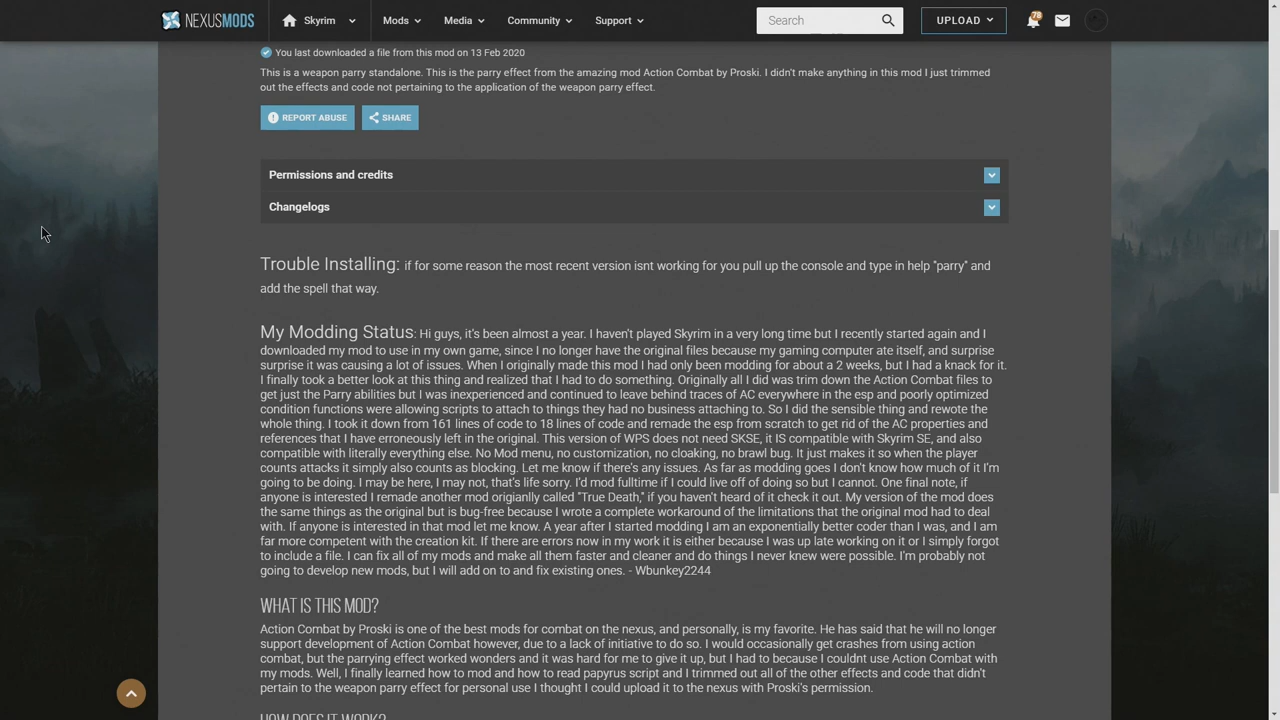 NEXUSMODS Skyrim Mods Media Community Support Search UPLOAD 78
You last downloaded a file from this mod on 13 Feb 2020
This is a weapon parry standalone. This is the parry effect from the amazing mod Action Combat by Proski. I didn't make anything in this mod I just trimmed
out the effects and code not pertaining to the application of the weapon parry effect.
REPORT ABUSE SHARE
Permissions and credits
Changelogs
Trouble Installing: if for some reason the most recent version isnt working for you pull up the console and type in help "parry" and
add the spell that way.
My Modding Status: Hi guys, it's been almost a year. I haven't played Skyrim in a very long time but I recently started again and I
downloaded my mod to use in my own game, since I no longer have the original files because my gaming computer ate itself, and surprise
surprise it was causing a lot of issues. When I originally made this mod I had only been modding for about a 2 weeks, but I had a knack for it.
I finally took a better look at this thing and realized that I had to do something. Originally all I did was trim down the Action Combat files to
get just the Parry abilities but I was inexperienced and continued to leave behind traces of AC everywhere in the esp and poorly optimized
condition functions were allowing scripts to attach to things they had no business attaching to. So I did the sensible thing and rewote the
whole thing. I took it down from 161 lines of code to 18 lines of code and remade the esp from scratch to get rid of the AC properties and
references that I have erroneously left in the original. This version of WPS does not need SKSE, it IS compatible with Skyrim SE, and also
compatible with literally everything else. No Mod menu, no customization, no cloaking, no brawl bug. It just makes it so when the player
counts attacks it simply also counts as blocking. Let me know if there's any issues. As far as modding goes I don't know how much of it I'm
going to be doing. I may be here, I may not, that's life sorry. I'd mod fulltime if I could live off of doing so but I cannot. One final note, if
anyone is interested I remade another mod origianlly called "True Death," if you haven't heard of it check it out. My version of the mod does
the same things as the original but is bug-free because I wrote a complete workaround of the limitations that the original mod had to deal
with. If anyone is interested in that mod let me know. A year after I started modding I am an exponentially better coder than I was, and I am
far more competent with the creation kit. If there are errors now in my work it is either because I was up late working on it or I simply forgot
to include a file. I can fix all of my mods and make all them faster and cleaner and do things I never knew were possible. I'm probably not
going to develop new mods, but I will add on to and fix existing ones. - Wbunkey2244
WHAT IS THIS MOD?
Action Combat by Proski is one of the best mods for combat on the nexus, and personally, is my favorite. He has said that he will no longer
support development of Action Combat however, due to a lack of initiative to do so. I would occasionally get crashes from using action
combat, but the parrying effect worked wonders and it was hard for me to give it up, but I had to because I couldnt use Action Combat with
my mods. Well, I finally learned how to mod and how to read papyrus script and I trimmed out all of the other effects and code that didn't
pertain to the weapon parry effect for personal use I thought I could upload it to the nexus with Proski's permission.
HOW DOES IT WORK?